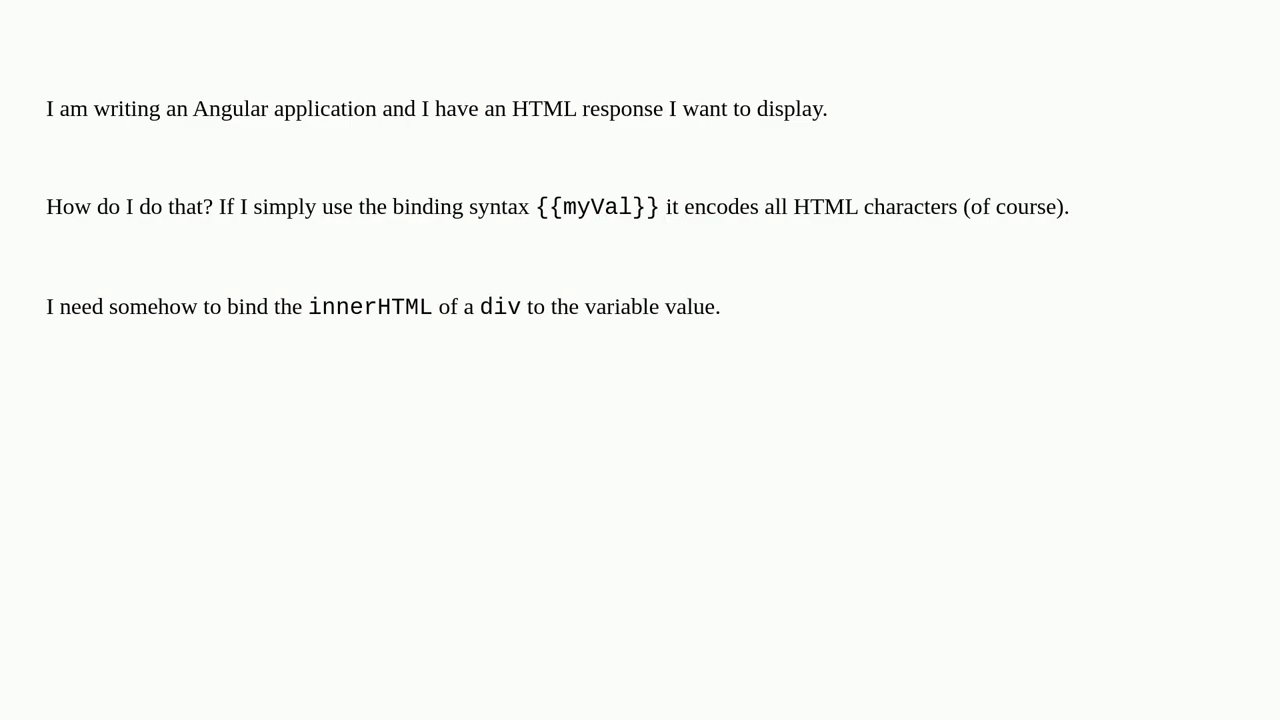 I am writing an Angular application and I have an HTML response I want to display.
How do I do that? If I simply use the binding syntax {{myVal}} it encodes all HTML characters (of course).
I need somehow to bind the innerHTML of a div to the variable value.